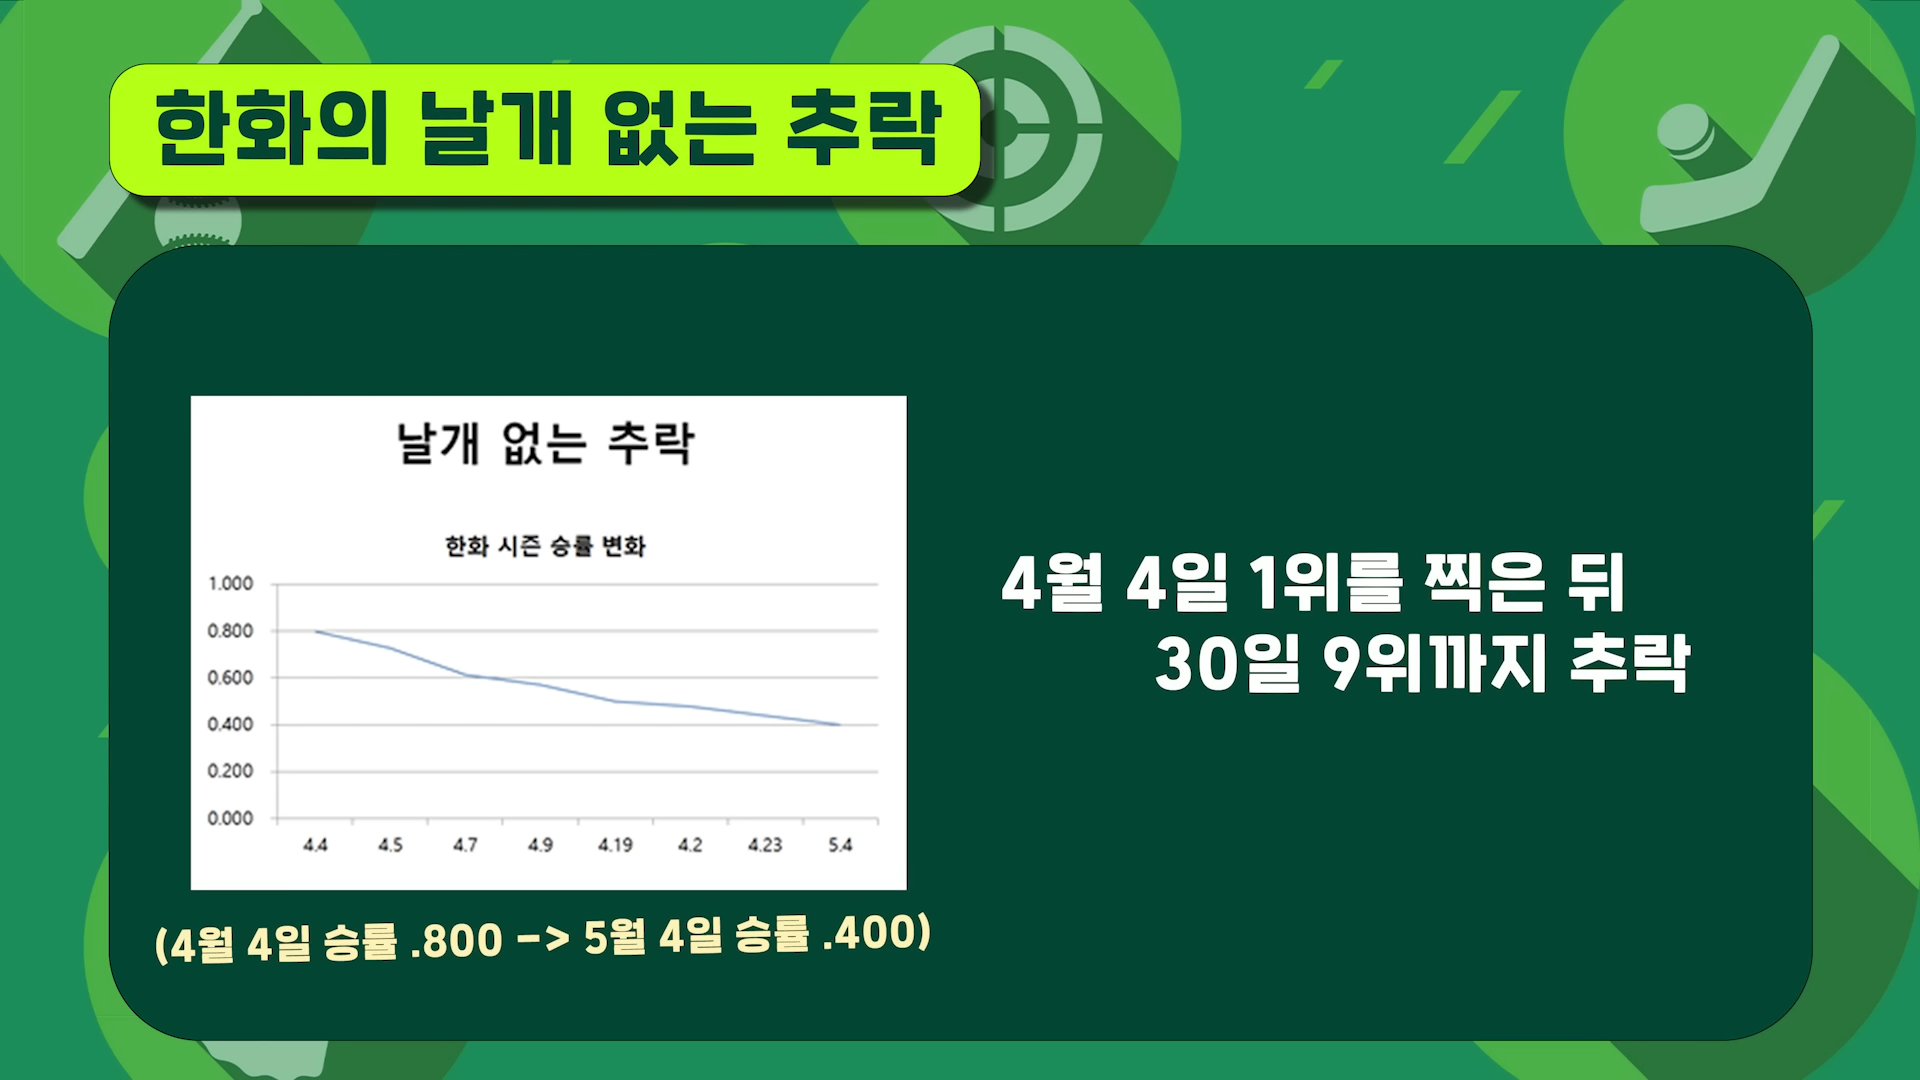 한화의 날개 없는 추락
날개 없는 추락
한화 시즌 승률 변화
1.000
0.800
0.600
0.400
0.200
0.000
4.4 4.5 4.7 4.9 4.19 4.2 4.23 5.4
(4월 4일 승률 .800 -> 5월 4일 승률 .400)
4월 4일 1위를 찍은 뒤
30일 9위까지 추락